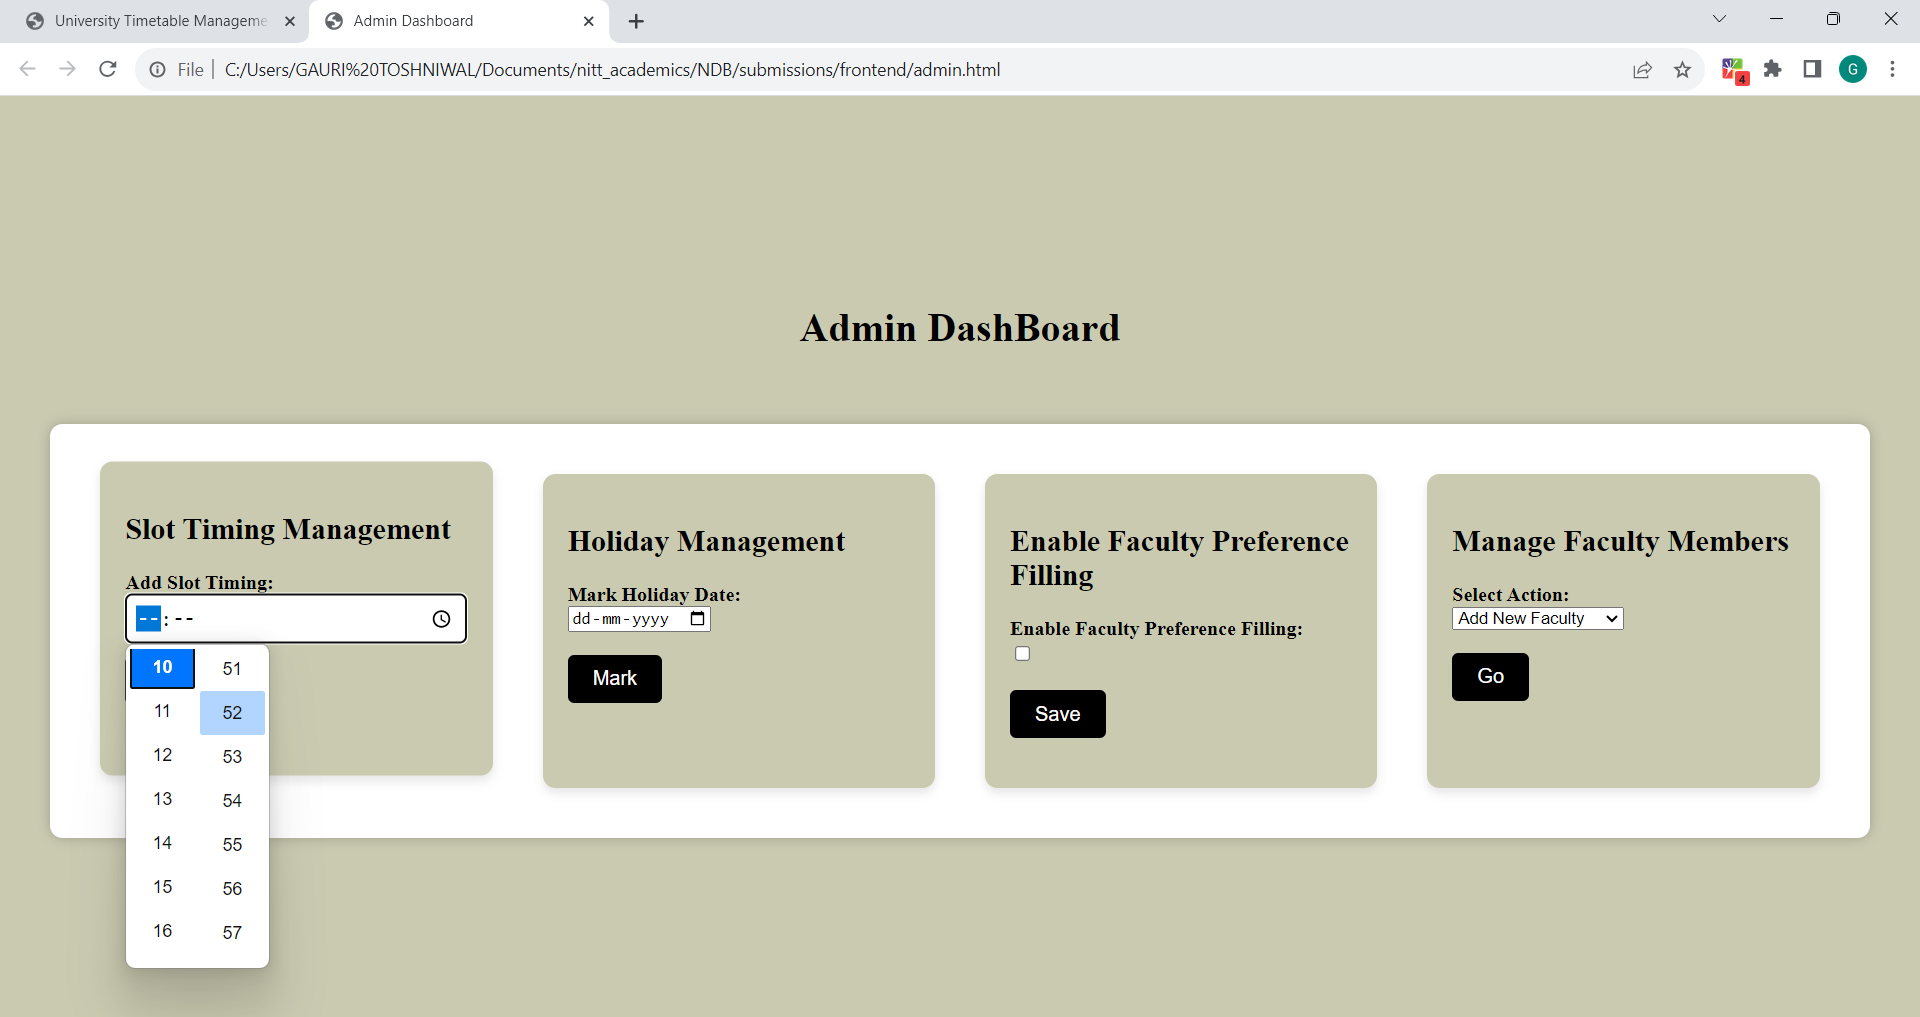 University Timetable Manageme
Admin Dashboard
File
C:/Users/GAURI%20TOSHNIWAL/Documents/nitt_academics/NDB/submissions/frontend/admin.html
4
G
Admin DashBoard
Slot Timing Management
Add Slot Timing:
--:--
10 51
11 52
12 53
13 54
14 55
15 56
16 57
Holiday Management
Mark Holiday Date:
dd-mm-yyyy
Mark
Enable Faculty Preference
Filling
Enable Faculty Preference Filling:
Save
Manage Faculty Members
Select Action:
Add New Faculty
Go